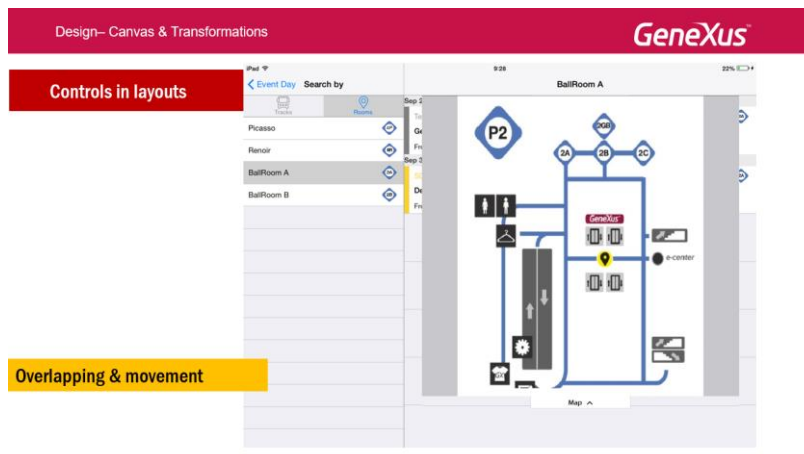 Design– Canvas & Transformations
GeneXus™
Controls in layouts
iPad
9:28
22%
Event Day
Search by
BallRoom A
Tracks
Rooms
Sep 2
Picasso
Renoir
Sep 3
BallRoom A
BallRoom B
P2
2GB
2A
2B
2C
GeneXus
e-center
Map
Overlapping & movement